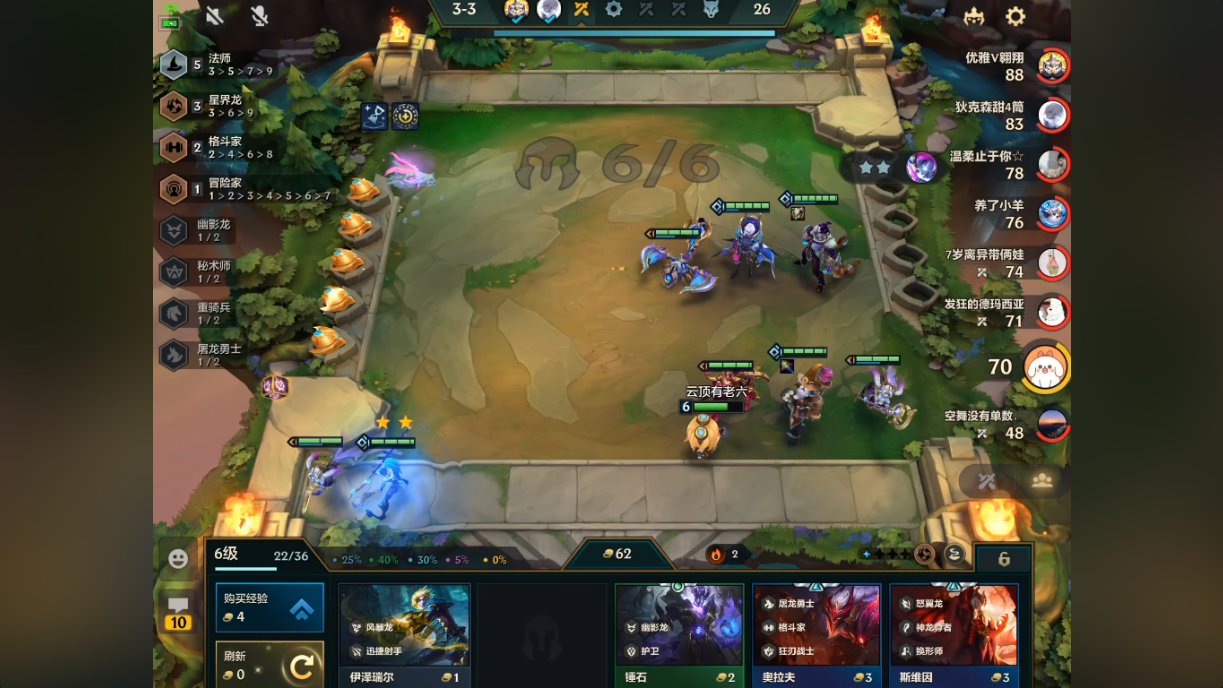 3-3
26
5
法师
3 > 5 > 7 > 9
3
星界龙
3 > 6 > 9
2
格斗家
2 > 4 > 6 > 8
1
冒险家
1 > 2 > 3 > 4 > 5 > 6 > 7
幽影龙
1 / 2
秘术师
1 / 2
重骑兵
1 / 2
屠龙勇士
1 / 2
6/6
优雅V翱翔
88
狄克森甜4筒
83
温柔止于你☆
78
养了小羊
76
7岁离异带俩娃
74
发狂的德玛西亚
71
70
空舞没有单数
48
云顶有老六
6
6级
22/36
25%
40%
30%
5%
0%
62
2
6
10
购买经验
4
刷新
0
风暴龙
迅捷射手
伊泽瑞尔
1
幽影龙
护卫
锤石
2
屠龙勇士
格斗家
狂刃战士
奥拉夫
3
怒翼龙
神龙尊者
换形师
斯维因
3